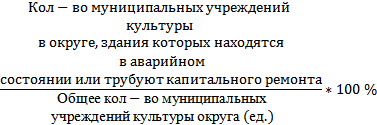 Кол − во муниципальных учреждений
культуры
в округе, здания которых находятся
в аварийном
состоянии или трубуют капитального ремонта
* 100 %
Общее кол − во муниципальных
учреждений культуры округа (ед.)